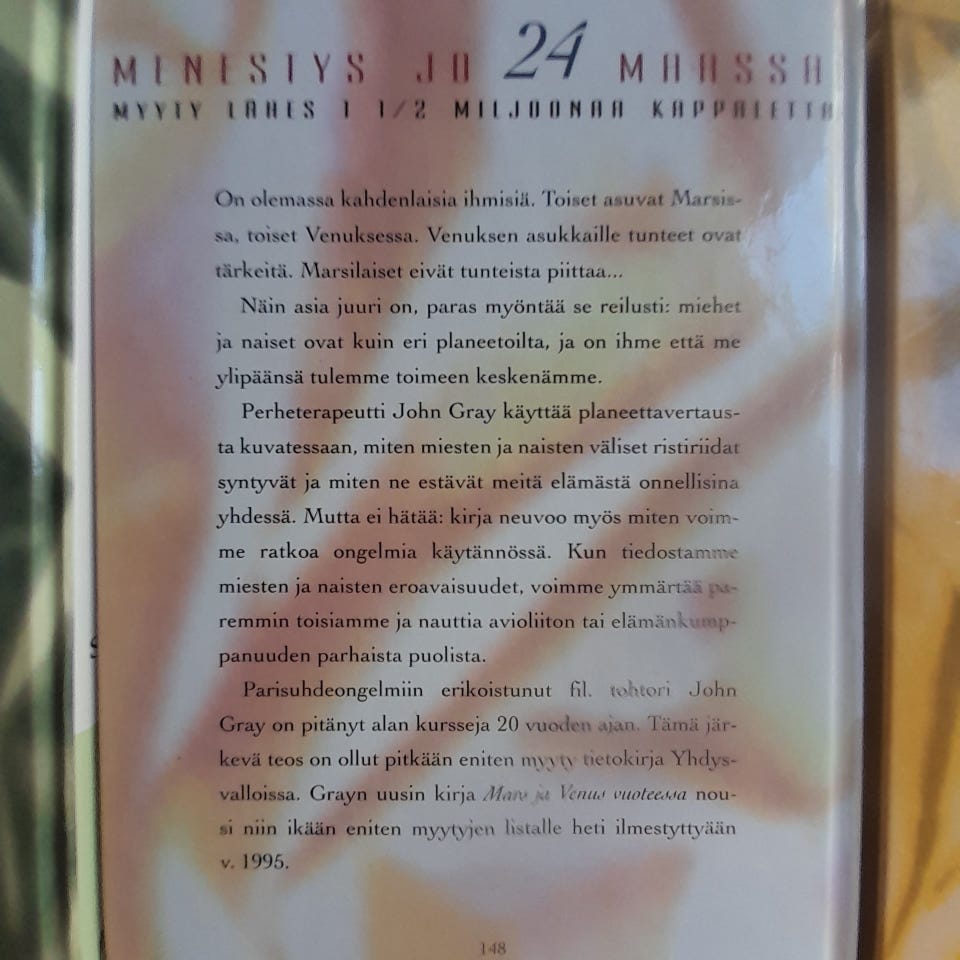 MENESTYS JO 24 MAASSA
MYYTY LÄHES 1 1/2 MILJOONAA KAPPALETTA
On olemassa kahdenlaisia ihmisiä. Toiset asuvat Marsis-
sa, toiset Venuksessa. Venuksen asukkaille tunteet ovat
tärkeitä. Marsilaiset eivät tunteista piittaa...
Näin asia juuri on, paras myöntää se reilusti: miehet
ja naiset ovat kuin eri planeetoilta, ja on ihme että me
ylipäänsä tulemme toimeen keskenämme.
Perheterapeutti John Gray käyttää planeettavertaus-
ta kuvatessaan, miten miesten ja naisten väliset ristiriidat
syntyvät ja miten ne estävät meitä elämästä onnellisina
yhdessä. Mutta ei hätää: kirja neuvoo myös miten voim-
me ratkoa ongelmia käytännössä. Kun tiedostamme
miesten ja naisten eroavaisuudet, voimme ymmärtää pa-
remmin toisiamme ja nauttia avioliiton tai elämänkump-
panuuden parhaista puolista.
Parisuhdeongelmiin erikoistunut fil. tohtori John
Gray on pitänyt alan kursseja 20 vuoden ajan. Tämä jär-
kevä teos on ollut pitkään eniten myyty tietokirja Yhdys-
valloissa. Grayn uusin kirja Mars ja Venus vuoteessa nou-
si niin ikään eniten myytyjen listalle heti ilmestyttyään
v. 1995.
148